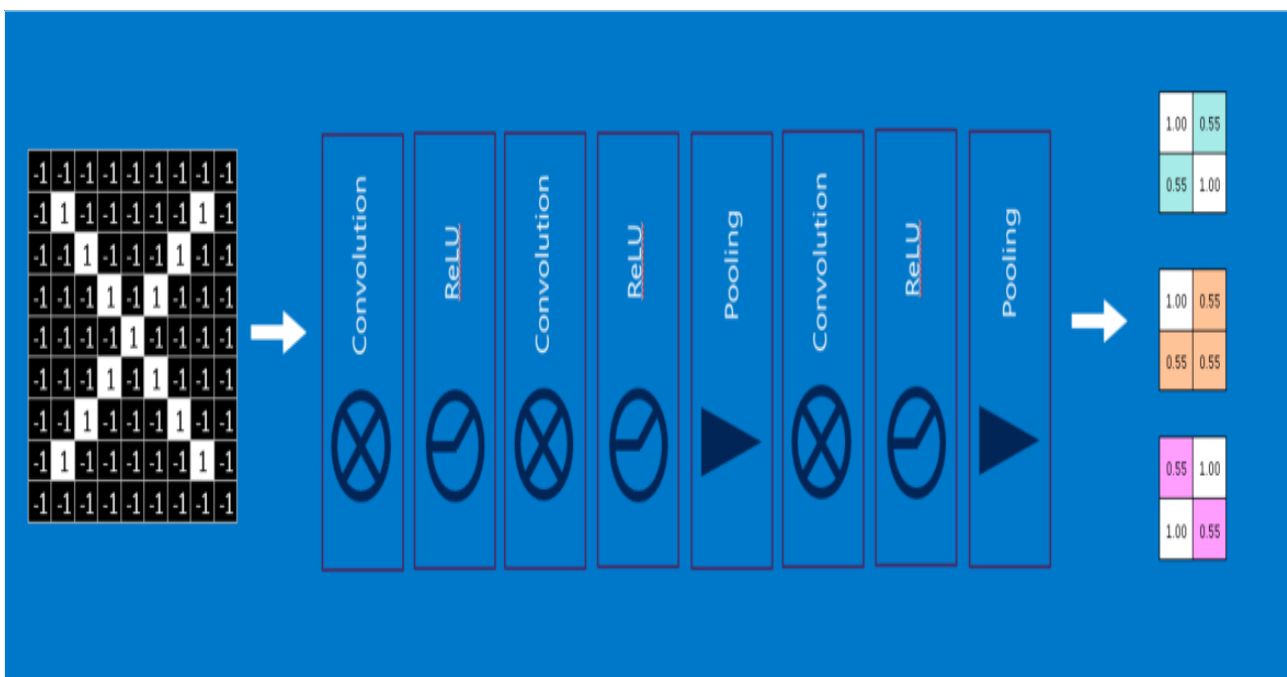 -1 -1 -1 -1 -1 -1 -1 -1 -1
-1 1 -1 -1 -1 -1 -1 1 -1
-1 -1 1 -1 -1 -1 1 -1 -1
-1 -1 -1 1 -1 1 -1 -1 -1
-1 -1 -1 -1 1 -1 -1 -1 -1
-1 -1 -1 1 -1 1 -1 -1 -1
-1 -1 1 -1 -1 -1 1 -1 -1
-1 1 -1 -1 -1 -1 -1 1 -1
-1 -1 -1 -1 -1 -1 -1 -1 -1
Convolution
ReLU
Convolution
ReLU
Pooling
Convolution
ReLU
Pooling
1.00 0.55
0.55 1.00
1.00 0.55
0.55 0.55
0.55 1.00
1.00 0.55